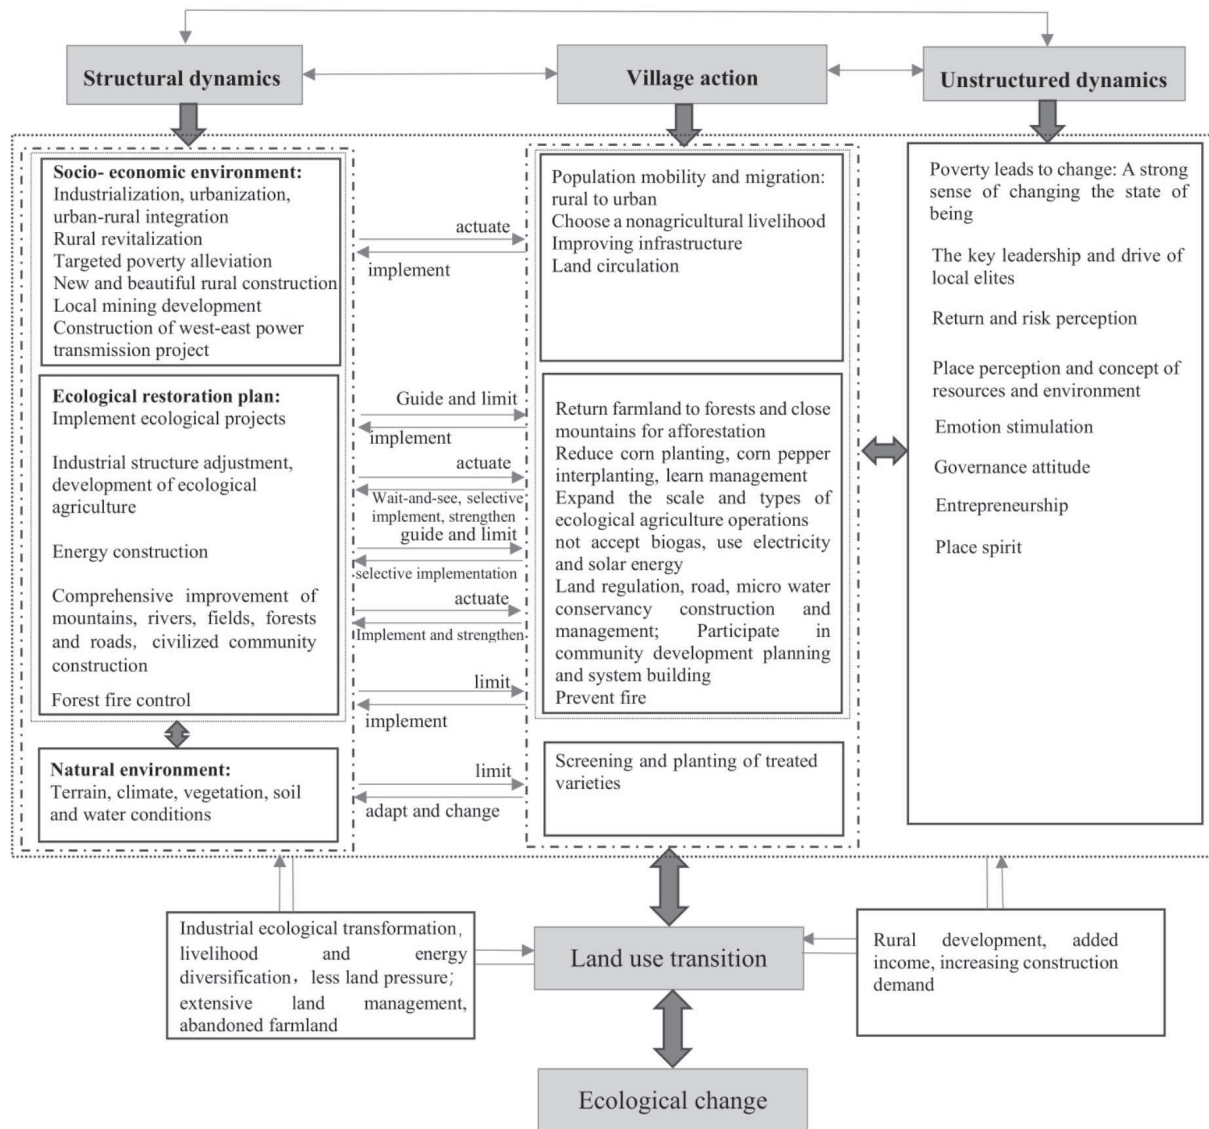 Structural dynamics
Village action
Unstructured dynamics
Socio- economic environment:
Industrialization, urbanization,
urban-rural integration
Rural revitalization
Targeted poverty alleviation
New and beautiful rural construction
Local mining development
Construction of west-east power
transmission project
actuate
implement
Population mobility and migration:
rural to urban
Choose a nonagricultural livelihood
Improving infrastructure
Land circulation
Poverty leads to change: A strong
sense of changing the state of
being
The key leadership and drive of
local elites
Return and risk perception
Place perception and concept of
resources and environment
Emotion stimulation
Governance attitude
Entrepreneurship
Place spirit
Ecological restoration plan:
Implement ecological projects
Industrial structure adjustment,
development of ecological
agriculture
Energy construction
Comprehensive improvement of
mountains, rivers, fields, forests
and roads, civilized community
construction
Forest fire control
Guide and limit
implement
actuate
Wait-and-see, selective
implement, strengthen
guide and limit
selective implementation
actuate
Implement and strengthen
limit
implement
Return farmland to forests and close
mountains for afforestation
Reduce corn planting, corn pepper
interplanting, learn management
Expand the scale and types of
ecological agriculture operations
not accept biogas, use electricity
and solar energy
Land regulation, road, micro water
conservancy construction and
management; Participate in
community development planning
and system building
Prevent fire
Natural environment:
Terrain, climate, vegetation, soil
and water conditions
limit
adapt and change
Screening and planting of treated
varieties
Industrial ecological transformation,
livelihood and energy
diversification，less land pressure；
extensive land management,
abandoned farmland
Land use transition
Rural development, added
income, increasing construction
demand
Ecological change